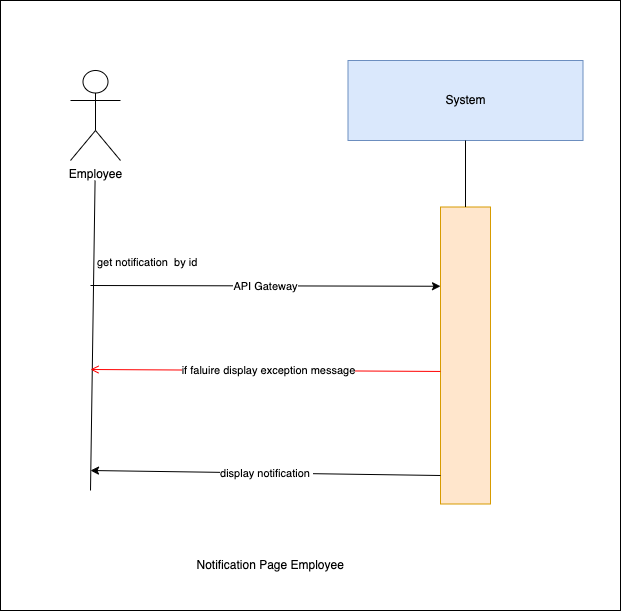 System
Employee
get notification  by id
API Gateway
if faluire display exception message
display notification
Notification Page Employee